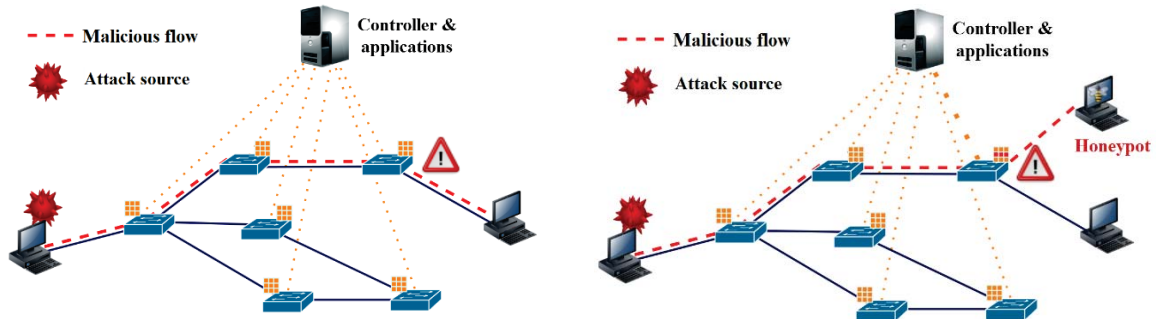 Controller &
applications
Malicious flow
Attack source
Controller &
applications
Malicious flow
Attack source
Honeypot